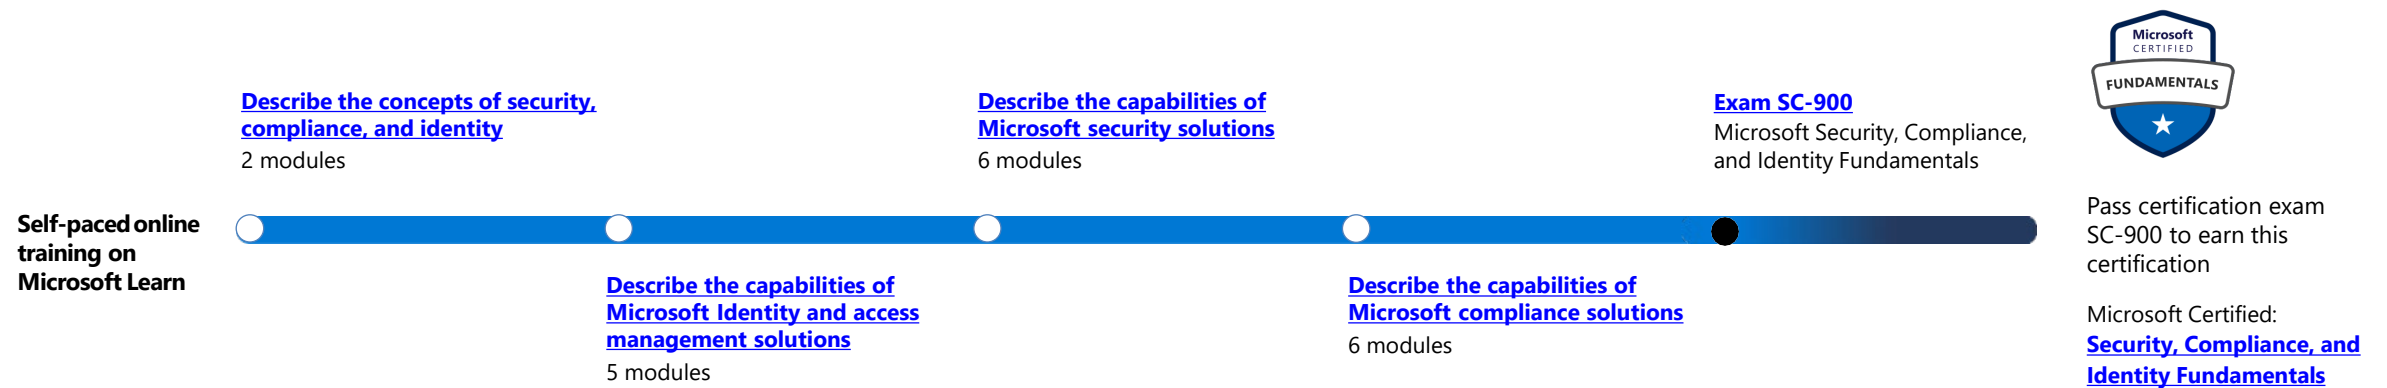 Self-paced online
training on
Microsoft Learn
Describe the concepts of security,
compliance, and identity
2 modules
Describe the capabilities of
Microsoft Identity and access
management solutions
5 modules
Describe the capabilities of
Microsoft security solutions
6 modules
Describe the capabilities of
Microsoft compliance solutions
6 modules
Exam SC-900
Microsoft Security, Compliance,
and Identity Fundamentals
Microsoft
CERTIFIED
FUNDAMENTALS
Pass certification exam
SC-900 to earn this
certification
Microsoft Certified:
Security, Compliance, and
Identity Fundamentals